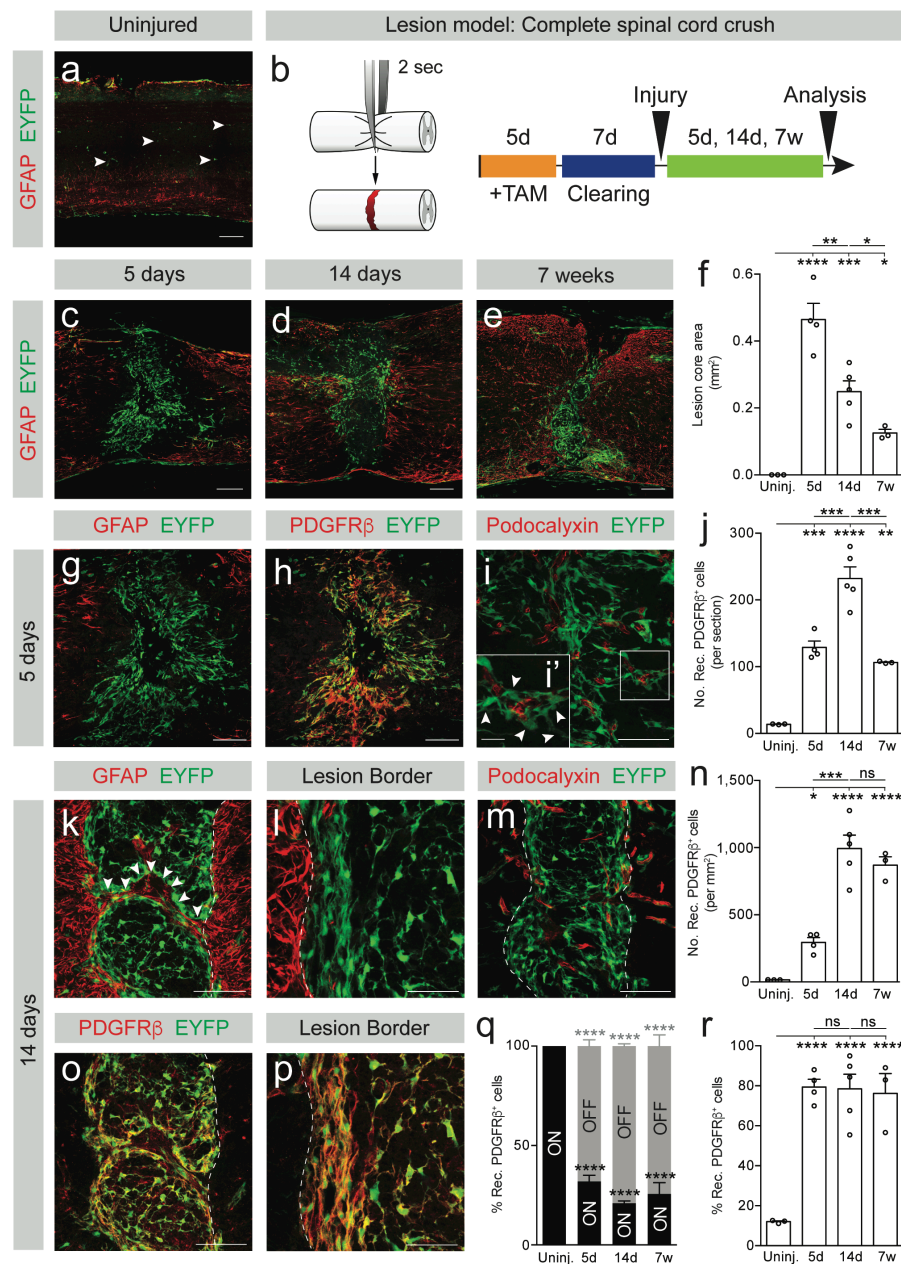 Uninjured
Lesion model: Complete spinal cord crush
GFAP EYFP
a
b
2 sec
Injury
Analysis
5d
7d
5d, 14d, 7w
+TAM
Clearing
5 days
14 days
7 weeks
GFAP EYFP
c
d
e
f
** *
**** *** *
Lesion core area
(mm²)
0.6
0.4
0.2
0.0
Uninj. 5d 14d 7w
5 days
GFAP EYFP
PDGFRβ EYFP
Podocalyxin EYFP
g
h
i
i'
j
*** ***
*** **** **
No. Rec. PDGFRβ⁺ cells
(per section)
300
200
100
0
Uninj. 5d 14d 7w
14 days
GFAP EYFP
Lesion Border
Podocalyxin EYFP
k
l
m
n
*** ns
* **** ****
No. Rec. PDGFRβ⁺ cells
(per mm²)
1,500
1,000
500
0
Uninj. 5d 14d 7w
PDGFRβ EYFP
Lesion Border
o
p
q
**** **** ****
% Rec. PDGFRβ⁺ cells
100
50
0
ON
OFF OFF OFF
**** **** ****
ON ON ON
Uninj. 5d 14d 7w
r
ns ns
**** **** ****
% Rec. PDGFRβ⁺ cells
100
80
60
40
20
0
Uninj. 5d 14d 7w